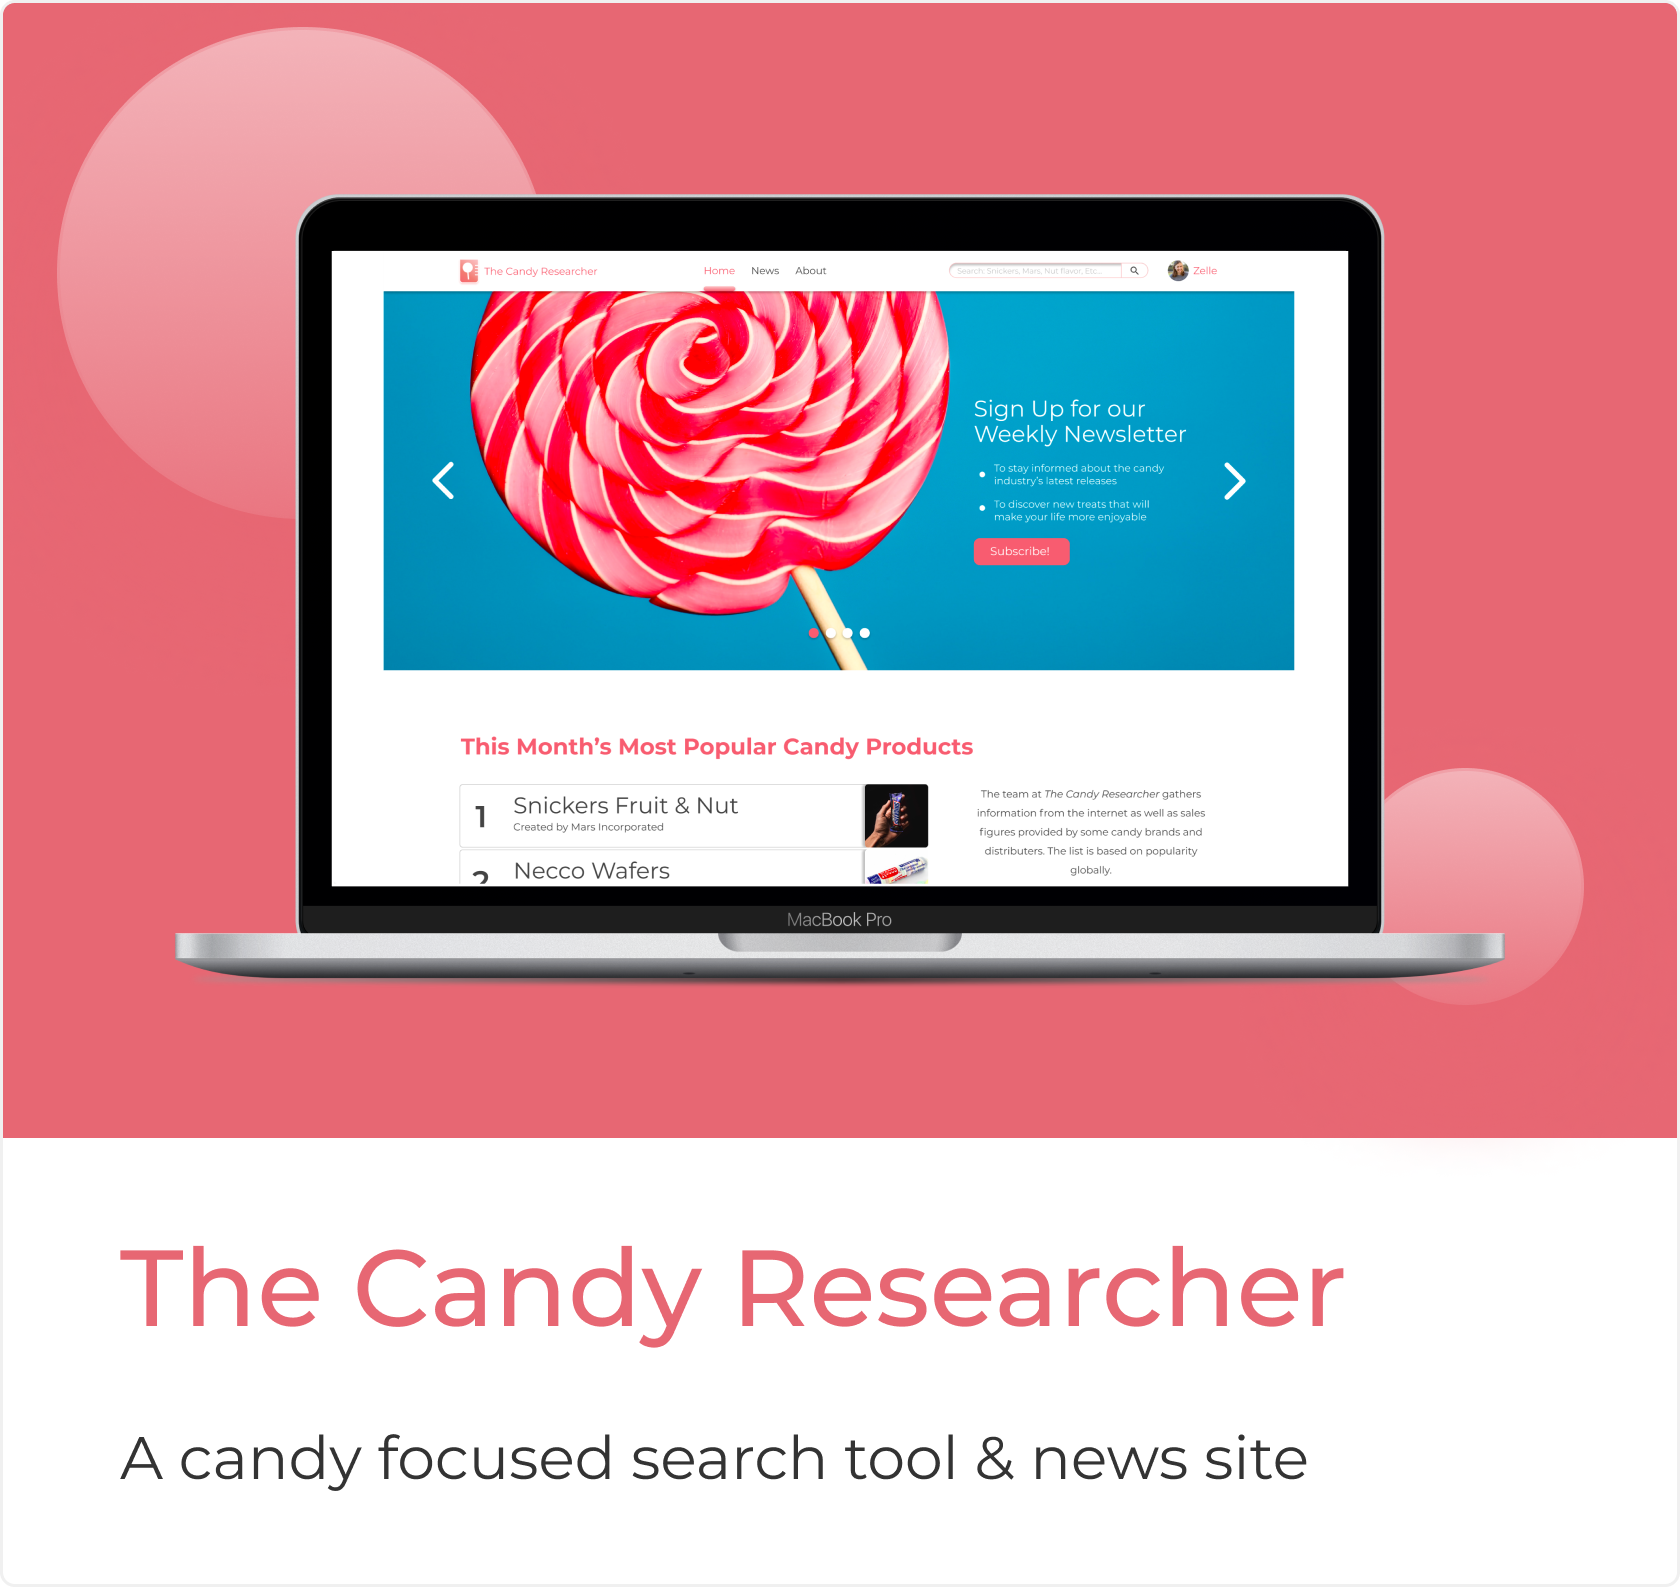 The Candy Researcher
Home News About
Search: Snickers, Mars, Nut flavor, Etc...
Zelle
Sign Up for our
Weekly Newsletter
To stay informed about the candy
industry's latest releases
To discover new treats that will
make your life more enjoyable
Subscribe!
This Month's Most Popular Candy Products
1
Snickers Fruit & Nut
Created by Mars Incorporated
2
Necco Wafers
The team at The Candy Researcher gathers
information from the internet as well as sales
figures provided by some candy brands and
distributers. The list is based on popularity
globally.
MacBook Pro
The Candy Researcher
A candy focused search tool & news site